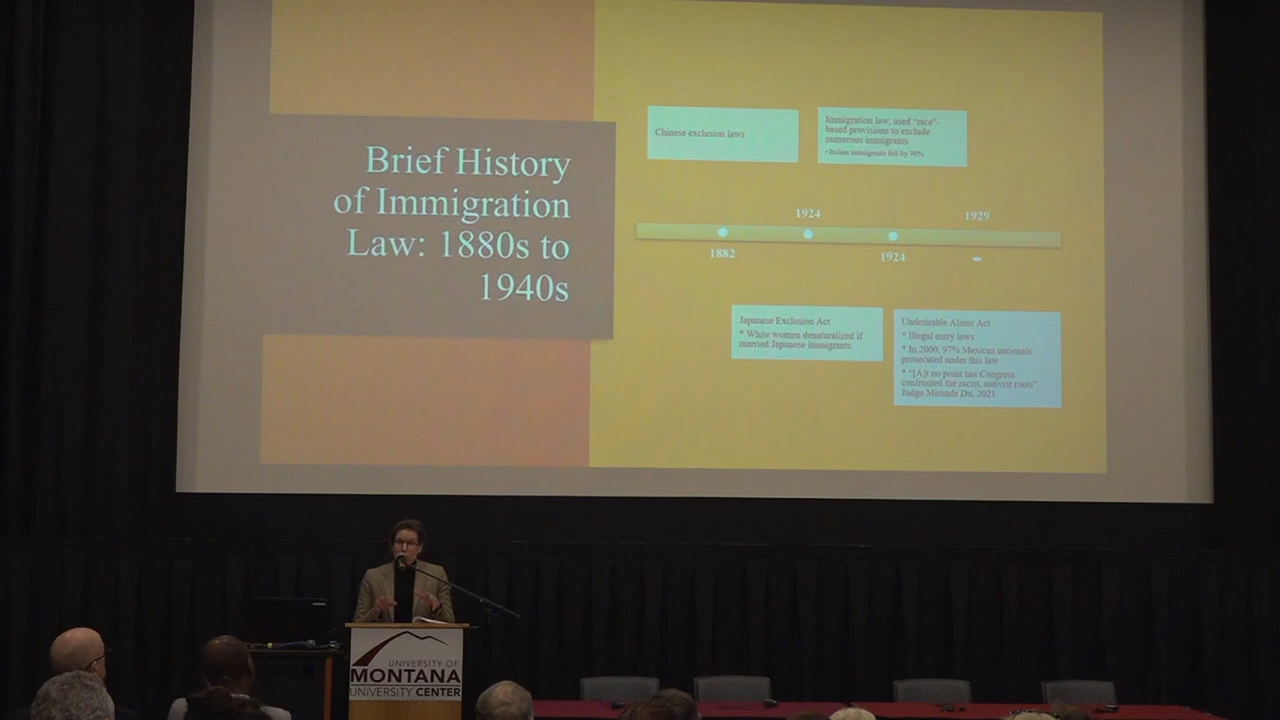 Brief History
of Immigration
Law: 1880s to
1940s
Chinese exclusion laws
Immigration law, used "race"-
based provisions to exclude
numerous immigrants
• Italian immigrants fell by 90%
1924
1929
1882
1924
Japanese Exclusion Act
* White women denaturalized if
married Japanese immigrants
Undesirable Aliens Act
* Illegal entry laws
* In 2000, 97% Mexican nationals
prosecuted under this law
* "[A]t no point has Congress
confronted the racist, nativist roots"
Judge Miranda Du, 2021
UNIVERSITY OF
MONTANA
UNIVERSITY CENTER